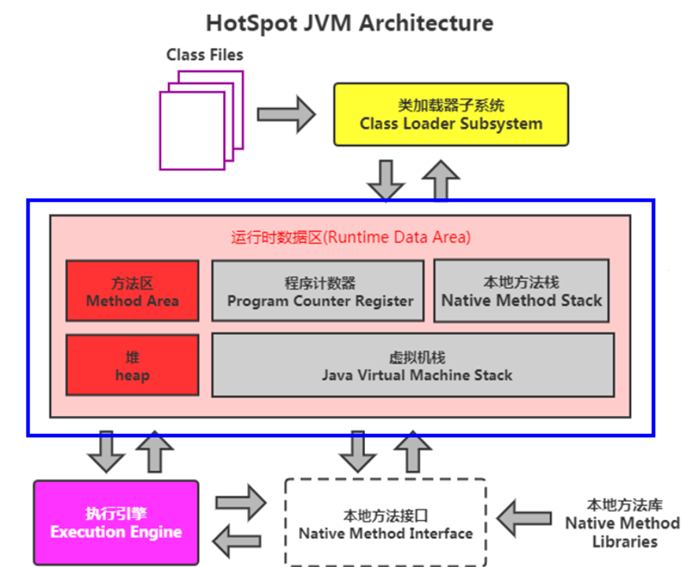 HotSpot JVM Architecture
Class Files
类加载器子系统
Class Loader Subsystem
运行时数据区(Runtime Data Area)
方法区
Method Area
程序计数器
Program Counter Register
本地方法栈
Native Method Stack
堆
heap
虚拟机栈
Java Virtual Machine Stack
执行引擎
Execution Engine
本地方法接口
Native Method Interface
本地方法库
Native Method
Libraries